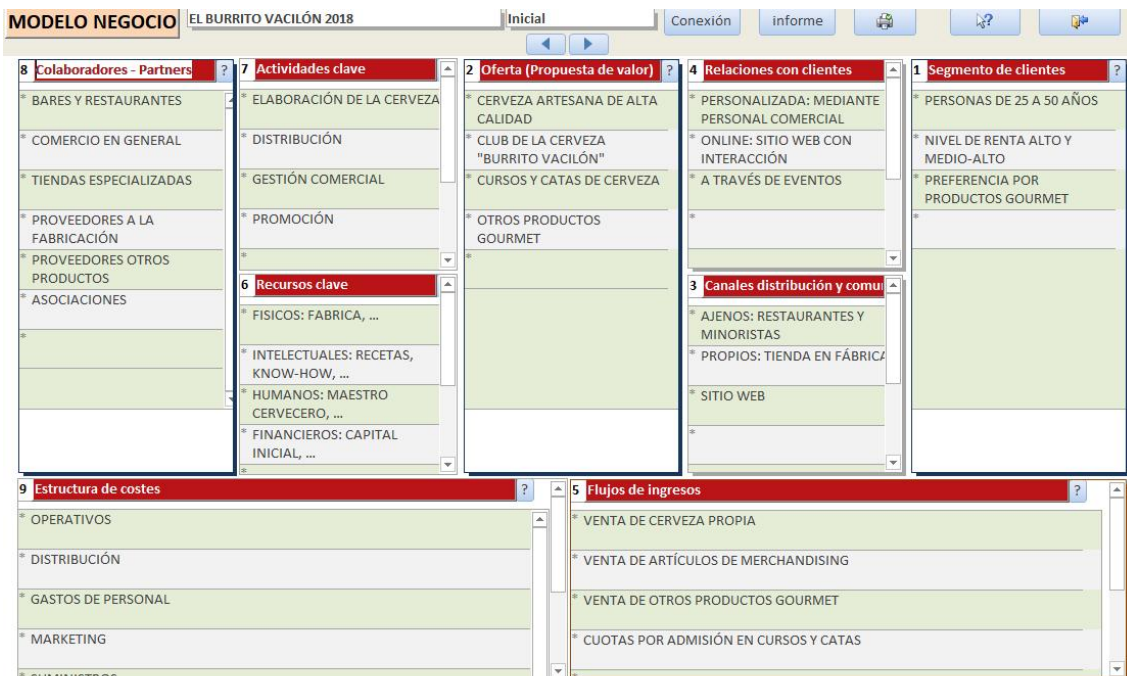 MODELO NEGOCIO
EL BURRITO VACILÓN 2018
Inicial
Conexión
informe
?
8 Colaboradores - Partners ?
* BARES Y RESTAURANTES
* COMERCIO EN GENERAL
* TIENDAS ESPECIALIZADAS
* PROVEEDORES A LA
FABRICACIÓN
* PROVEEDORES OTROS
PRODUCTOS
* ASOCIACIONES
*
7 Actividades clave
* ELABORACIÓN DE LA CERVEZA
* DISTRIBUCIÓN
* GESTIÓN COMERCIAL
* PROMOCIÓN
*
6 Recursos clave
* FISICOS: FABRICA, ...
* INTELECTUALES: RECETAS,
KNOW-HOW, ...
* HUMANOS: MAESTRO
CERVECERO, ...
* FINANCIEROS: CAPITAL
INICIAL, ...
*
2 Oferta (Propuesta de valor) ?
* CERVEZA ARTESANA DE ALTA
CALIDAD
* CLUB DE LA CERVEZA
"BURRITO VACILÓN"
* CURSOS Y CATAS DE CERVEZA
* OTROS PRODUCTOS
GOURMET
*
4 Relaciones con clientes
* PERSONALIZADA: MEDIANTE
PERSONAL COMERCIAL
* ONLINE: SITIO WEB CON
INTERACCIÓN
* A TRAVÉS DE EVENTOS
*
3 Canales distribución y comu
* AJENOS: RESTAURANTES Y
MINORISTAS
* PROPIOS: TIENDA EN FÁBRICA
* SITIO WEB
*
1 Segmento de clientes ?
* PERSONAS DE 25 A 50 AÑOS
* NIVEL DE RENTA ALTO Y
MEDIO-ALTO
* PREFERENCIA POR
PRODUCTOS GOURMET
*
9 Estructura de costes ?
* OPERATIVOS
* DISTRIBUCIÓN
* GASTOS DE PERSONAL
* MARKETING
* SUMINISTROS
5 Flujos de ingresos ?
* VENTA DE CERVEZA PROPIA
* VENTA DE ARTÍCULOS DE MERCHANDISING
* VENTA DE OTROS PRODUCTOS GOURMET
* CUOTAS POR ADMISIÓN EN CURSOS Y CATAS
*